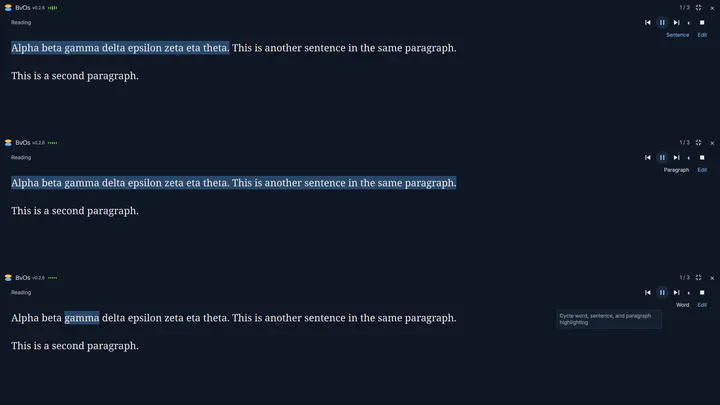 BvOs v0.2.6 1 / 3
Reading
Sentence Edit
Alpha beta gamma delta epsilon zeta eta theta. This is another sentence in the same paragraph.
This is a second paragraph.
BvOs v0.2.6 1 / 3
Reading
Paragraph Edit
Alpha beta gamma delta epsilon zeta eta theta. This is another sentence in the same paragraph.
This is a second paragraph.
BvOs v0.2.6 1 / 3
Reading
Word Edit
Alpha beta gamma delta epsilon zeta eta theta. This is another sentence in the same paragraph.
Cycle word, sentence, and paragraph
highlighting
This is a second paragraph.